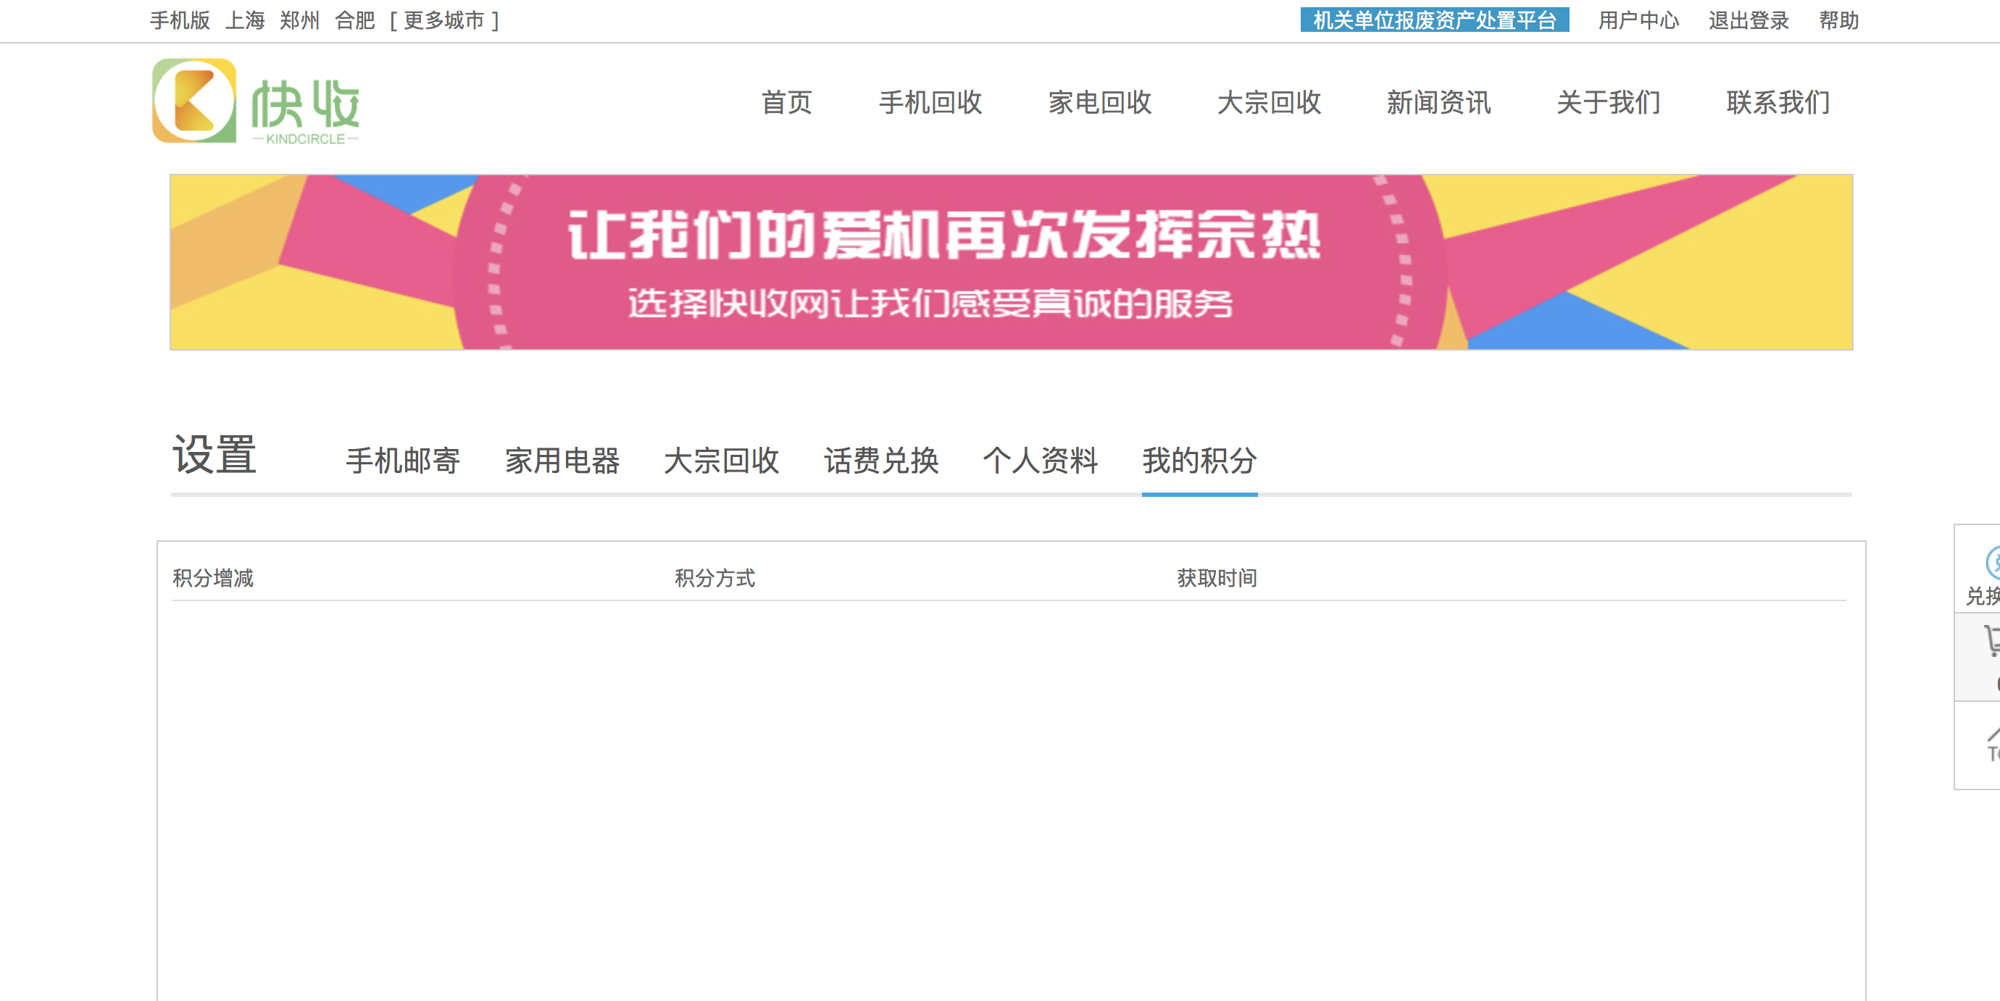 手机版 上海 郑州 合肥 [ 更多城市 ]
机关单位报废资产处置平台 用户中心 退出登录 帮助
快收
KINDCIRCLE
首页 手机回收 家电回收 大宗回收 新闻资讯 关于我们 联系我们
让我们的爱机再次发挥余热
选择快收网让我们感受真诚的服务
设置 手机邮寄 家用电器 大宗回收 话费兑换 个人资料 我的积分
积分增减 积分方式 获取时间
兑换